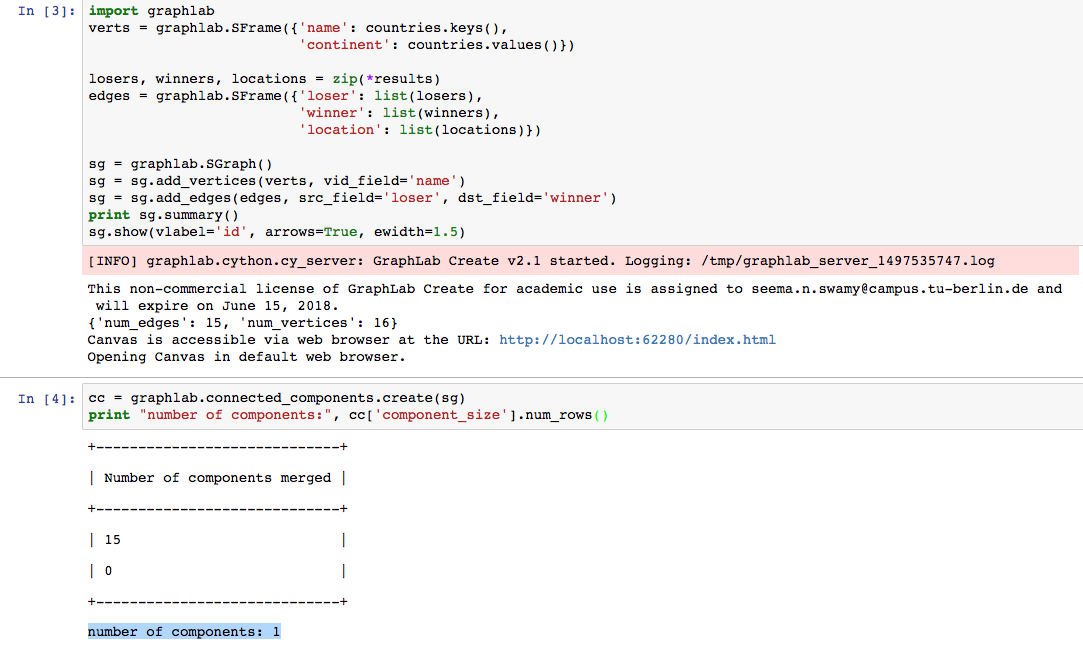 In [3]: import graphlab
verts = graphlab.SFrame({'name': countries.keys(),
'continent': countries.values()})
losers, winners, locations = zip(*results)
edges = graphlab.SFrame({'loser': list(losers),
'winner': list(winners),
'location': list(locations)})
sg = graphlab.SGraph()
sg = sg.add_vertices(verts, vid_field='name')
sg = sg.add_edges(edges, src_field='loser', dst_field='winner')
print sg.summary()
sg.show(vlabel='id', arrows=True, ewidth=1.5)
[INFO] graphlab.cython.cy_server: GraphLab Create v2.1 started. Logging: /tmp/graphlab_server_1497535747.log
This non-commercial license of GraphLab Create for academic use is assigned to seema.n.swamy@campus.tu-berlin.de and
will expire on June 15, 2018.
{'num_edges': 15, 'num_vertices': 16}
Canvas is accessible via web browser at the URL: http://localhost:62280/index.html
Opening Canvas in default web browser.
In [4]: cc = graphlab.connected_components.create(sg)
print "number of components:", cc['component_size'].num_rows()
+-----------------------------+
| Number of components merged |
+-----------------------------+
| 15                          |
| 0                           |
+-----------------------------+
number of components: 1